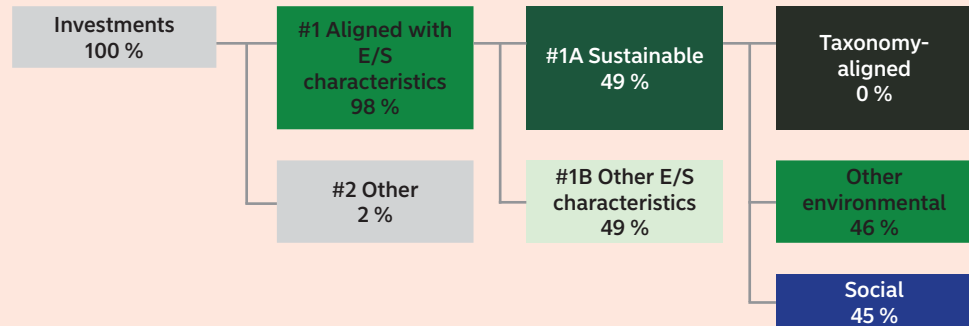 Investments
100 %
#1 Aligned with
E/S
characteristics
98 %
#2 Other
2 %
#1A Sustainable
49 %
#1B Other E/S
characteristics
49 %
Taxonomy-
aligned
0 %
Other
environmental
46 %
Social
45 %